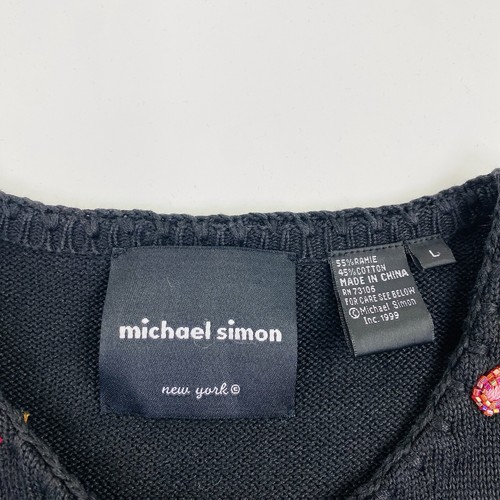 michael simon
new york©
55%RAMIE
45%COTTON
MADE IN CHINA
RN 73106
FOR CARE SEE BELOW
©Michael Simon
Inc.1999
L